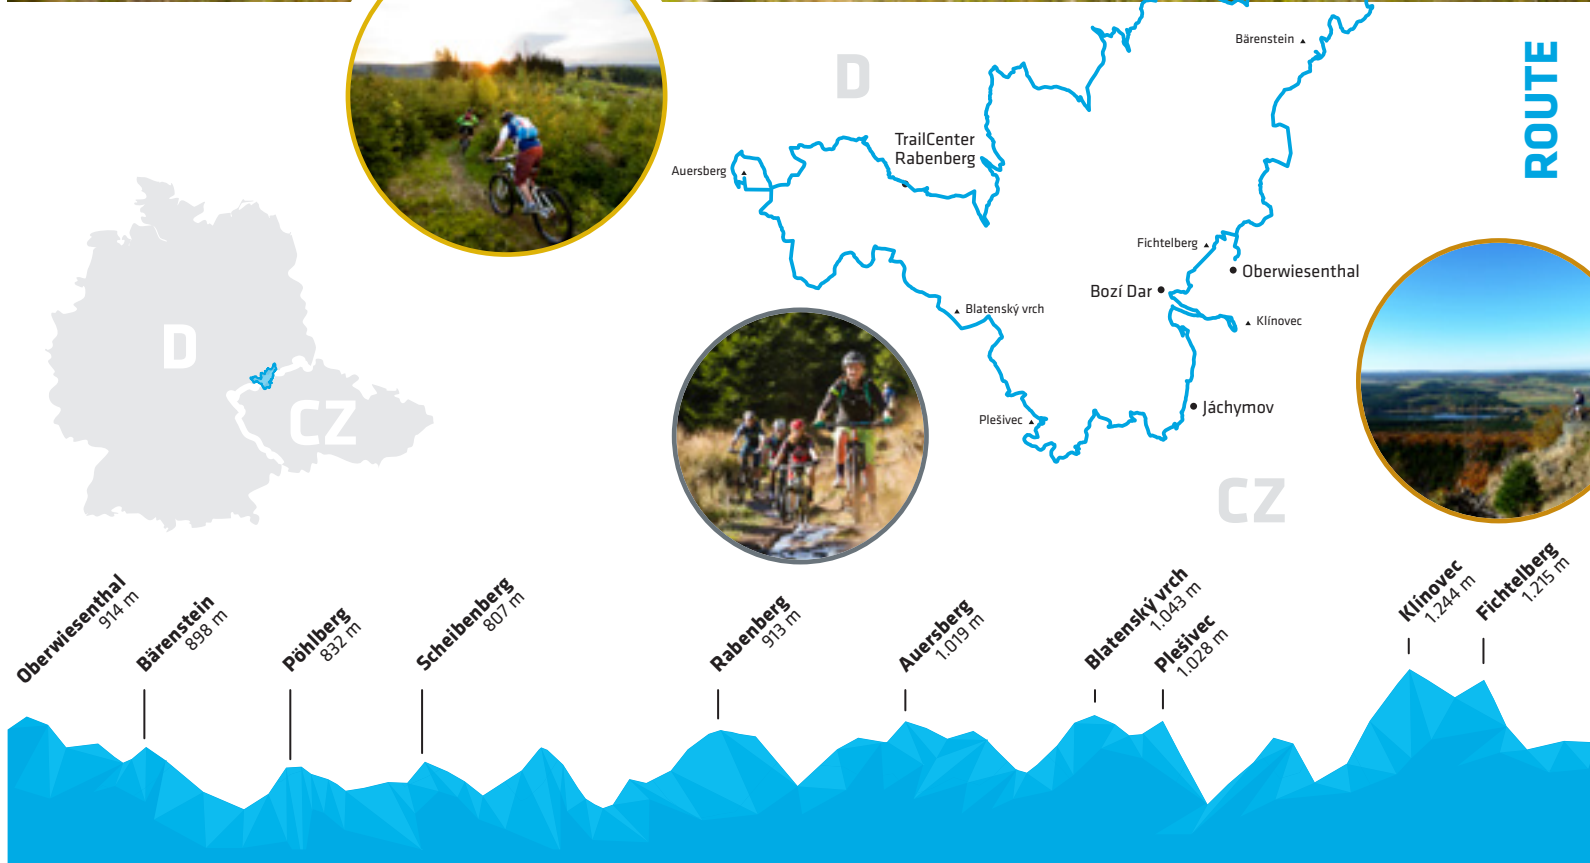 Bärenstein
D
ROUTE
TrailCenter
Rabenberg
Auersberg
Fichtelberg
Oberwiesenthal
Bozí Dar
Blatenský vrch
Klínovec
D
Jáchymov
CZ
Plešivec
CZ
Oberwiesenthal
914 m
Bärenstein
898 m
Pöhlberg
832 m
Scheibenberg
807 m
Rabenberg
913 m
Auersberg
1.019 m
Blatenský vrch
1.043 m
Plešivec
1.028 m
Klínovec
1.244 m
Fichtelberg
1.215 m